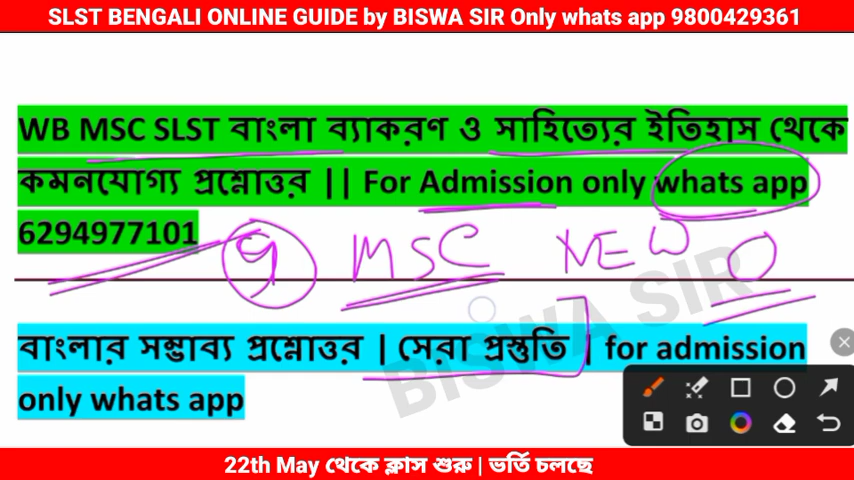 SLST BENGALI ONLINE GUIDE by BISWA SIR Only whats app 9800429361
WB MSC SLST বাংলা ব্যাকরণ ও সাহিত্যের ইতিহাস থেকে
কমনযোগ্য প্রশ্নোত্তর || For Admission only whats app
6294977101
MSC NEW
BISWA SIR
বাংলার সম্ভাব্য প্রশ্নোত্তর | সেরা প্রস্তুতি | for admission
only whats app
22th May থেকে ক্লাস শুরু | ভর্তি চলছে